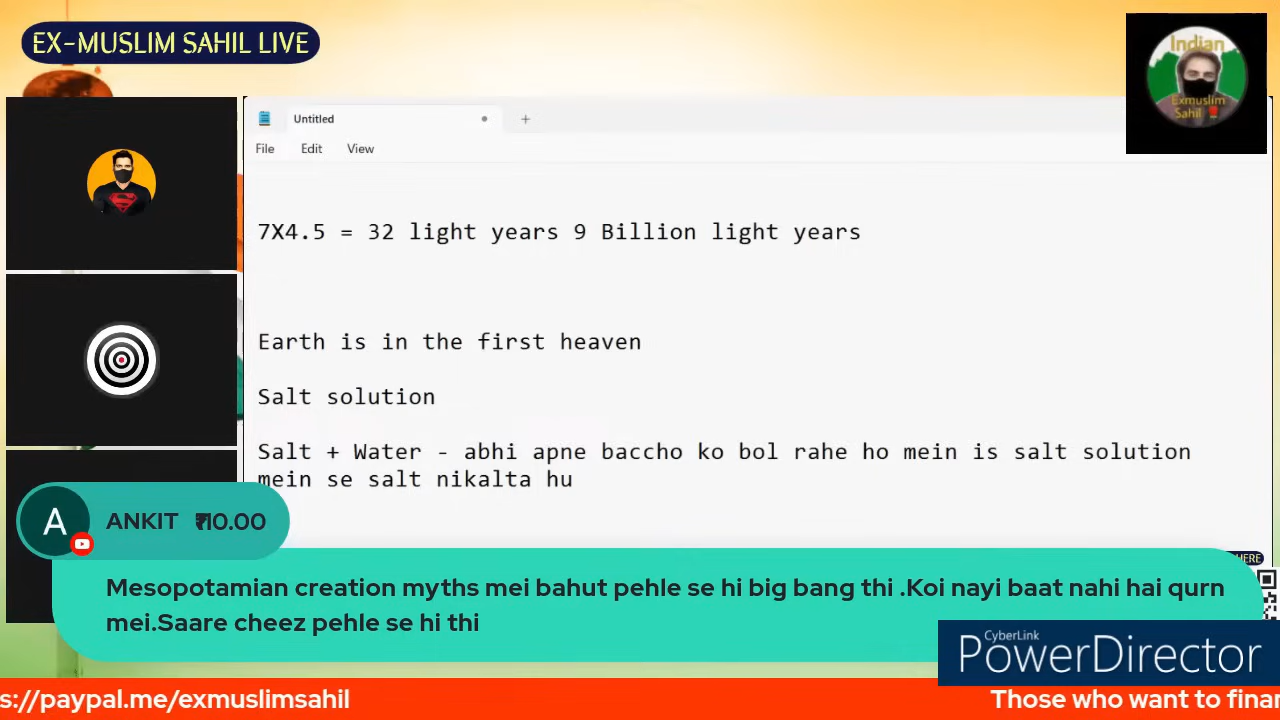 EX-MUSLIM SAHIL LIVE
Indian
Exmuslim
Sahil
Untitled
File Edit View
7X4.5 = 32 light years 9 Billion light years
Earth is in the first heaven
Salt solution
Salt + Water - abhi apne baccho ko bol rahe ho mein is salt solution
mein se salt nikalta hu
A ANKIT
HERE
Mesopotamian creation myths mei bahut pehle se hi big bang thi .Koi nayi baat nahi hai qurn
mei.Saare cheez pehle se hi thi
CyberLink
PowerDirector
s://paypal.me/exmuslimsahil Those who want to finan